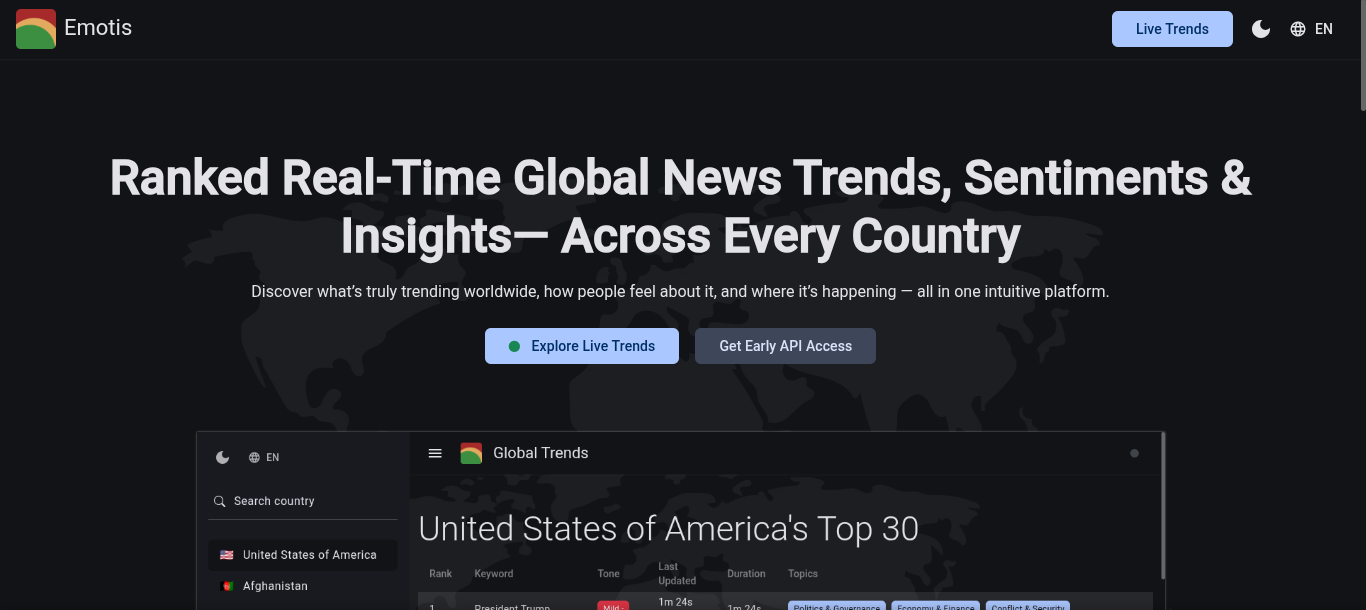 Emotis
Live Trends
EN
Ranked Real-Time Global News Trends, Sentiments &
Insights— Across Every Country
Discover what’s truly trending worldwide, how people feel about it, and where it’s happening — all in one intuitive platform.
Explore Live Trends
Get Early API Access
EN
Global Trends
Search country
United States of America
Afghanistan
United States of America's Top 30
Rank Keyword Tone Last Updated Duration Topics
1 President Trump Mild - 1m 24s 1m 24s Politics & Governance Economy & Finance Conflict & Security